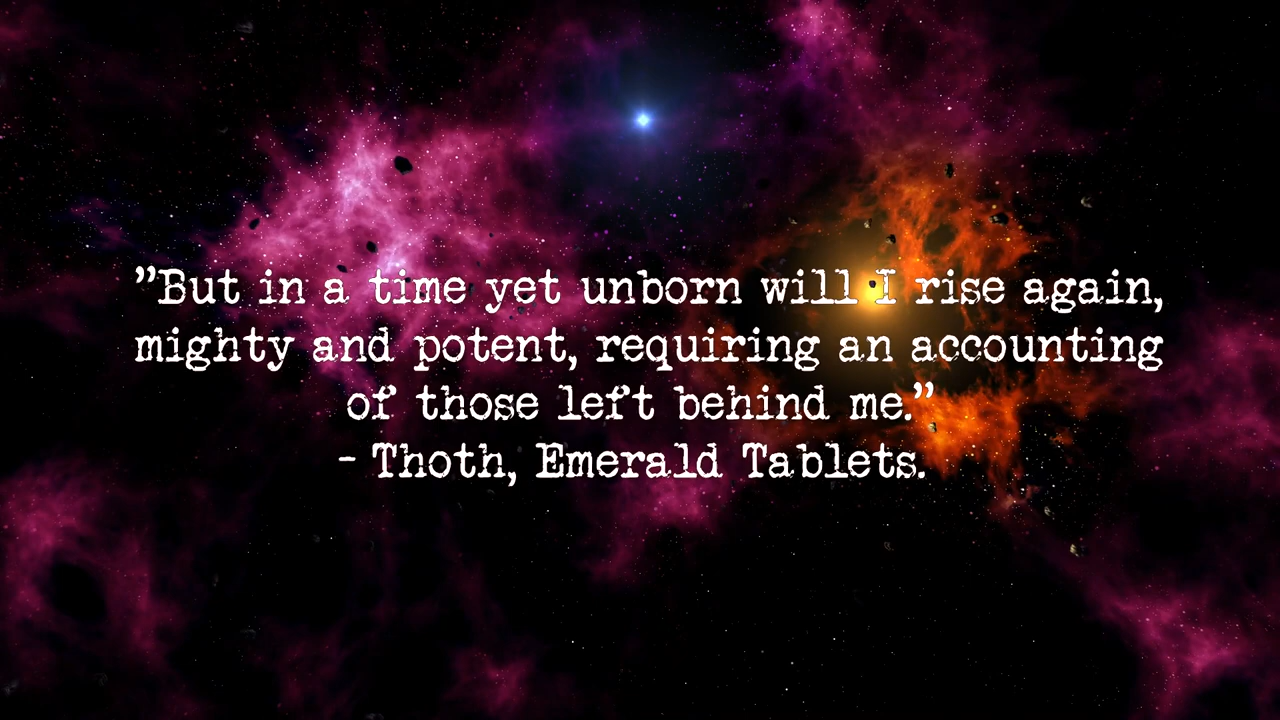 "But in a time yet unborn will I rise again,
mighty and potent, requiring an accounting
of those left behind me."
- Thoth, Emerald Tablets.